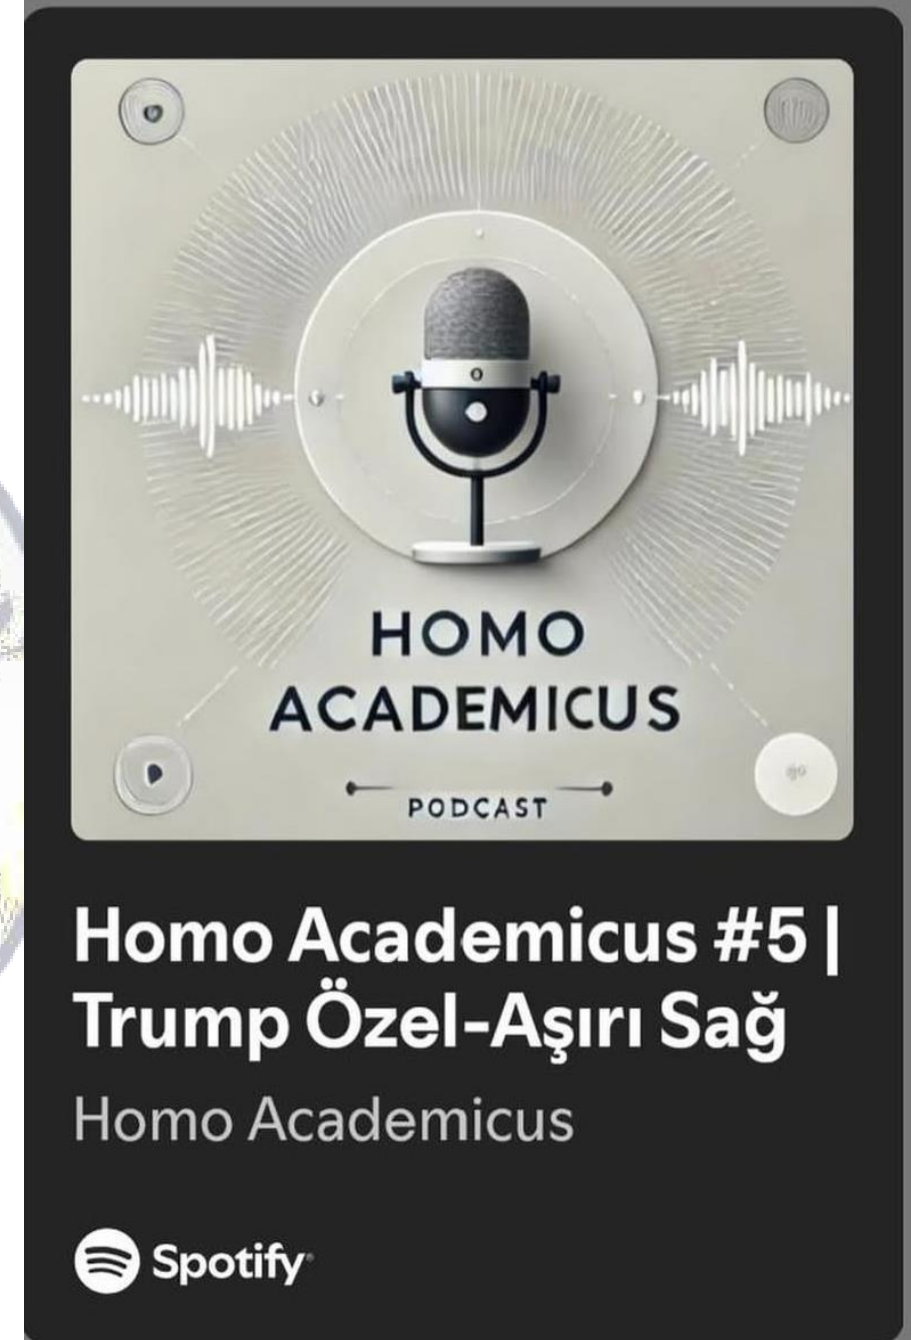 HOMO
ACADEMICUS
PODCAST
Homo Academicus #5 |
Trump Özel-Aşırı Sağ
Homo Academicus
Spotify